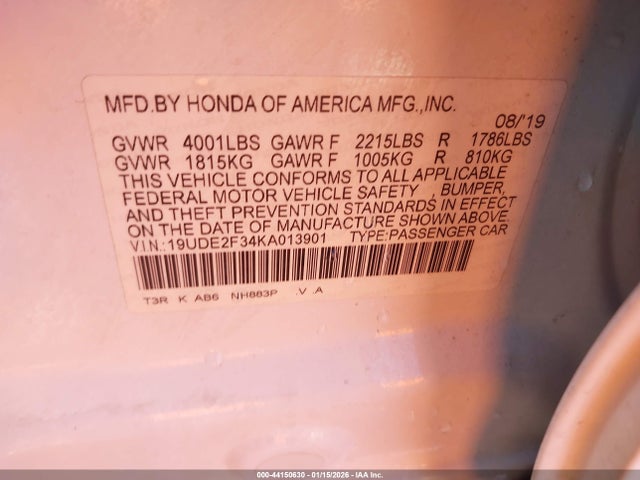 MFD.BY HONDA OF AMERICA MFG.,INC.
08/'19
GVWR 4001LBS GAWR F 2215LBS R 1786LBS
GVWR 1815KG GAWR F 1005KG R 810KG
THIS VEHICLE CONFORMS TO ALL APPLICABLE
FEDERAL MOTOR VEHICLE SAFETY , BUMPER,
AND THEFT PREVENTION STANDARDS IN EFFECT
ON THE DATE OF MANUFACTURE SHOWN ABOVE.
V.I.N.: 19UDE2F34KA013901 TYPE:PASSENGER CAR
T3R K AB6 NH883P .V .A
000-44150630 - 01/15/2026 - IAA Inc.